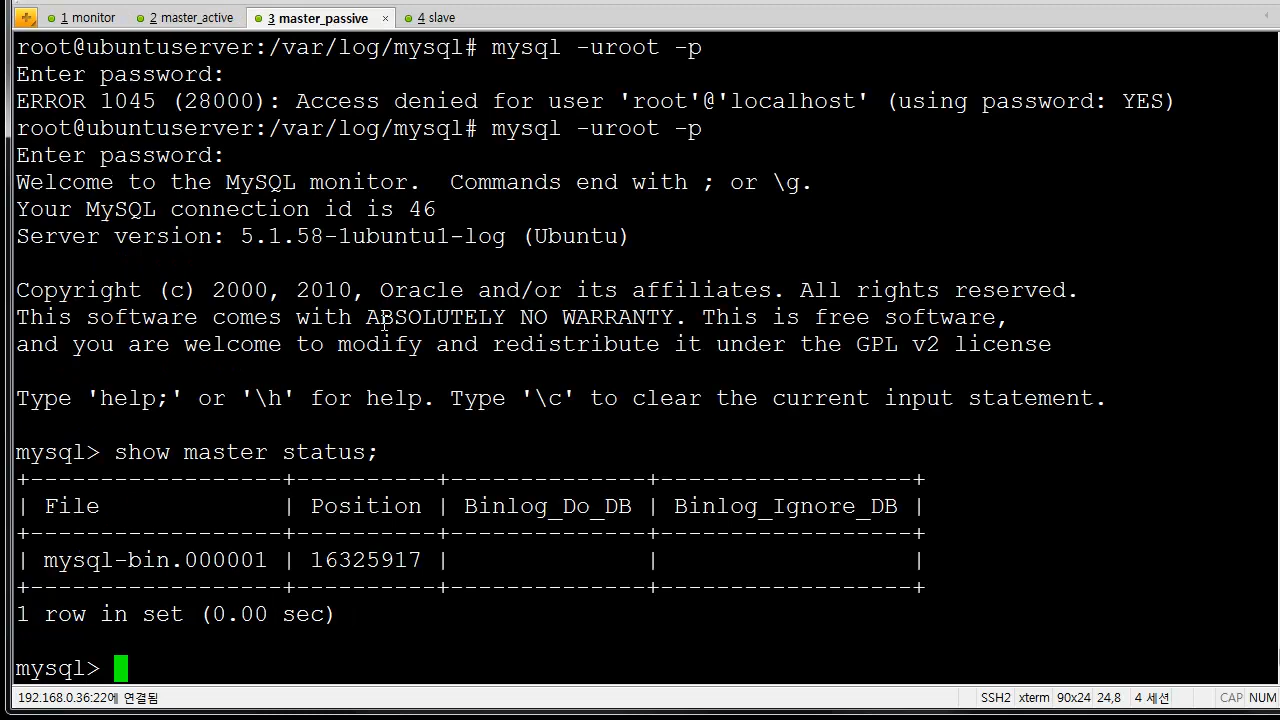 1 monitor 2 master_active 3 master_passive × 4 slave
root@ubuntuserver:/var/log/mysql# mysql -uroot -p
Enter password:
ERROR 1045 (28000): Access denied for user 'root'@'localhost' (using password: YES)
root@ubuntuserver:/var/log/mysql# mysql -uroot -p
Enter password:
Welcome to the MySQL monitor.  Commands end with ; or \g.
Your MySQL connection id is 46
Server version: 5.1.58-1ubuntu1-log (Ubuntu)
Copyright (c) 2000, 2010, Oracle and/or its affiliates. All rights reserved.
This software comes with ABSOLUTELY NO WARRANTY. This is free software,
and you are welcome to modify and redistribute it under the GPL v2 license
Type 'help;' or '\h' for help. Type '\c' to clear the current input statement.
mysql> show master status;
+------------------+----------+--------------+------------------+
| File             | Position | Binlog_Do_DB | Binlog_Ignore_DB |
+------------------+----------+--------------+------------------+
| mysql-bin.000001 | 16325917 |              |                  |
+------------------+----------+--------------+------------------+
1 row in set (0.00 sec)
mysql>
192.168.0.36:22에 연결됨 SSH2 xterm 90x24 24,8 4 세션 CAP NUM